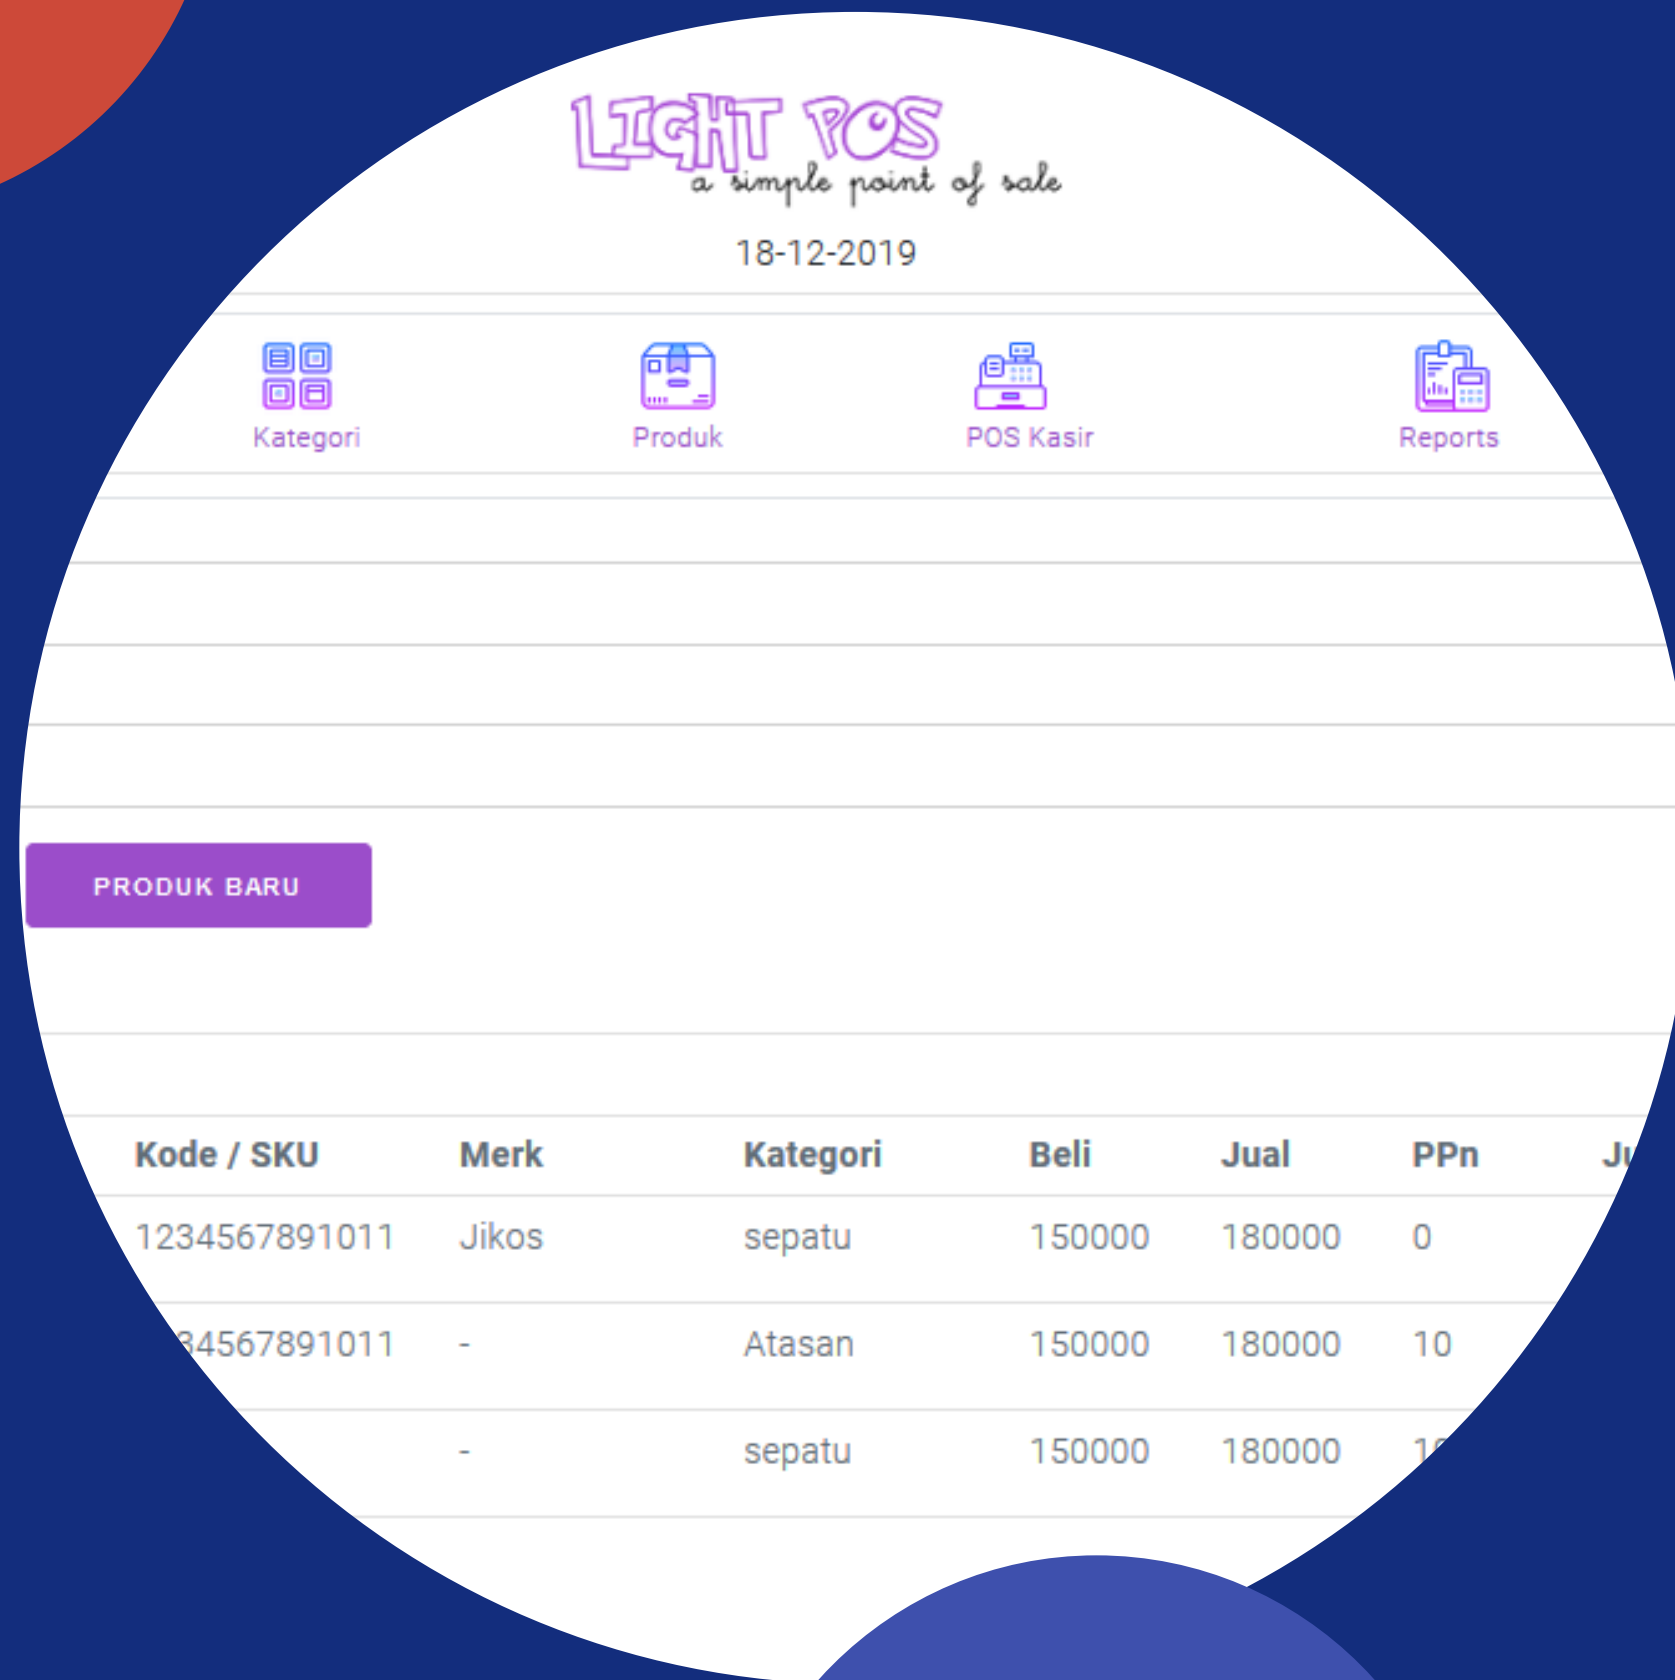 LIGHT POS
a simple point of sale
18-12-2019
Kategori Produk POS Kasir Reports
PRODUK BARU
Kode / SKU Merk Kategori Beli Jual PPn
1234567891011 Jikos sepatu 150000 180000 0
34567891011 - Atasan 150000 180000 10
- sepatu 150000 180000